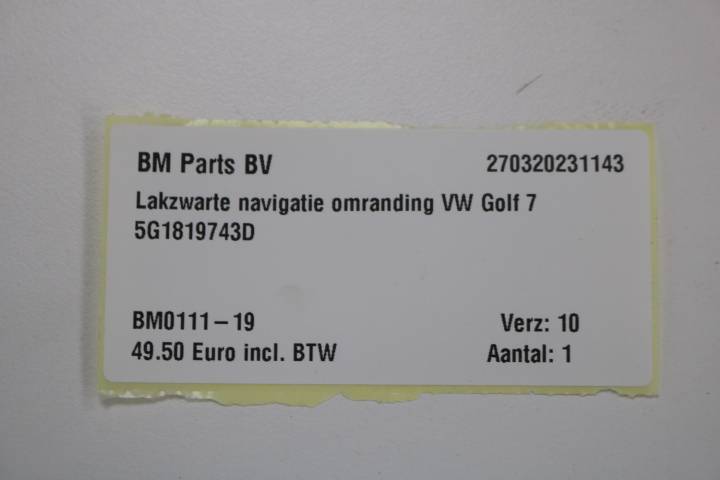 BM Parts BV 270320231143
Lakzwarte navigatie omranding VW Golf 7
5G1819743D
BM0111-19 Verz: 10
49.50 Euro incl. BTW Aantal: 1